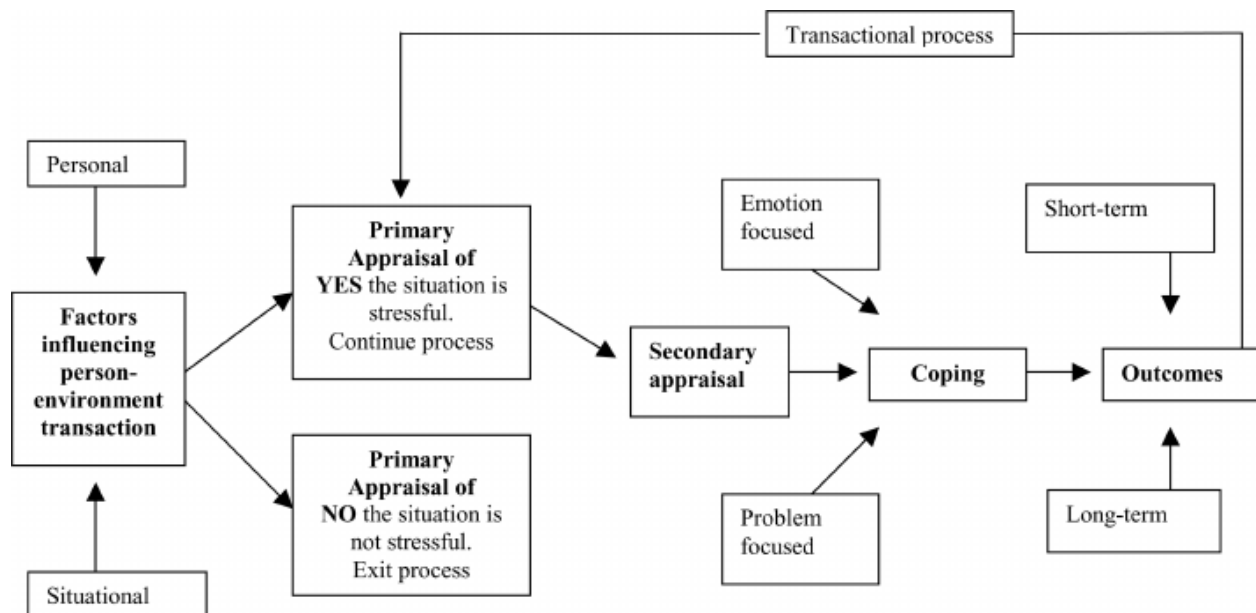 Transactional process
Personal
Factors
influencing
person-
environment
transaction
Situational
Primary
Appraisal of
YES the situation is
stressful.
Continue process
Primary
Appraisal of
NO the situation is
not stressful.
Exit process
Secondary
appraisal
Emotion
focused
Coping
Problem
focused
Short-term
Outcomes
Long-term